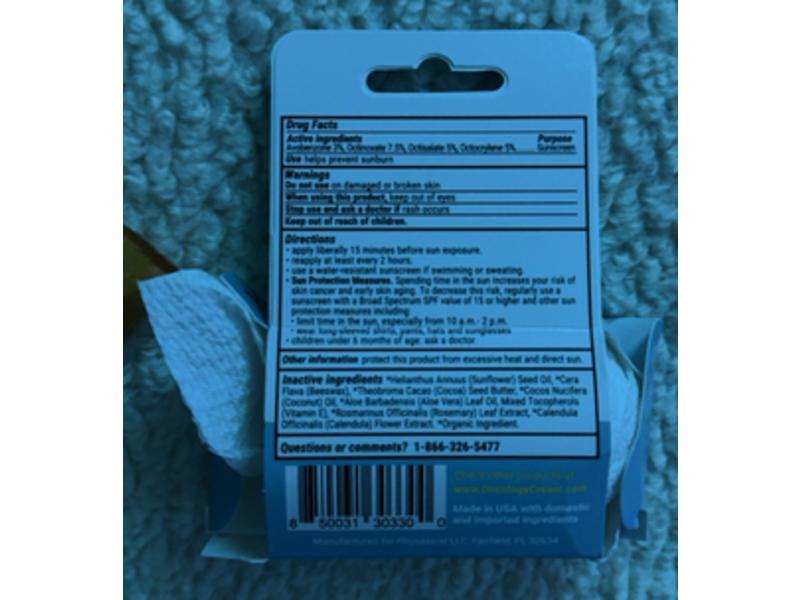 Drug Facts
Active ingredients Purpose
Avobenzone 3%, Octinoxate 7.5%, Octisalate 5%, Octocrylene 5% Sunscreen
Use helps prevent sunburn
Warnings
Do not use on damaged or broken skin
When using this product, keep out of eyes
Stop use and ask a doctor if rash occurs
Keep out of reach of children.
Directions
• apply liberally 15 minutes before sun exposure.
• reapply at least every 2 hours.
• use a water-resistant sunscreen if swimming or sweating.
• Sun Protection Measures. Spending time in the sun increases your risk of
skin cancer and early skin aging. To decrease this risk, regularly use a
sunscreen with a Broad Spectrum SPF value of 15 or higher and other sun
protection measures including:
• limit time in the sun, especially from 10 a.m.- 2 p.m.
• wear long-sleeved shirts, pants, hats and sunglasses
• children under 6 months of age: ask a doctor.
Other information protect this product from excessive heat and direct sun.
Inactive ingredients *Helianthus Annuus (Sunflower) Seed Oil, *Cera
Flava (Beeswax), *Theobroma Cacao (Cocoa) Seed Butter, *Cocos Nucifera
(Coconut) Oil, *Aloe Barbadensis (Aloe Vera) Leaf Oil, Mixed Tocopherols
(Vitamin E), *Rosmarinus Officinalis (Rosemary) Leaf Extract, *Calendula
Officinalis (Calendula) Flower Extract. *Organic Ingredient.
Questions or comments? 1-866-326-5477
Check other products at
www.OncologyCream.com
Made in USA with domestic
and imported ingredients
8 50031 30330 0
Manufactured for Physassist LLC. Fairfield, FL 32634